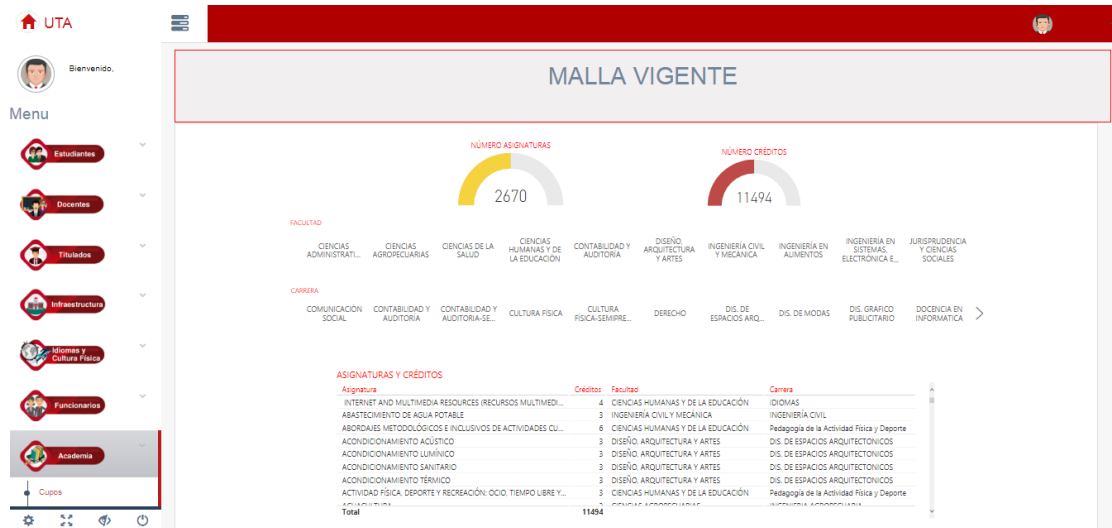 UTA
Bienvenido,
Menu
Estudiantes
Docentes
Titulados
Infraestructura
Idiomas y
Cultura Física
Funcionarios
Academia
Cupos
MALLA VIGENTE
NÚMERO ASIGNATURAS
2670
NÚMERO CRÉDITOS
11494
FACULTAD
CIENCIAS
ADMINISTRATI...
CIENCIAS
AGROPECUARIAS
CIENCIAS DE LA
SALUD
CIENCIAS
HUMANAS Y DE
LA EDUCACIÓN
CONTABILIDAD Y
AUDITORIA
DISEÑO,
ARQUITECTURA
Y ARTES
INGENIERÍA CIVIL
Y MECÁNICA
INGENIERÍA EN
ALIMENTOS
INGENIERÍA EN
SISTEMAS,
ELECTRÓNICA E...
JURISPRUDENCIA
Y CIENCIAS
SOCIALES
CARRERA
COMUNICACIÓN
SOCIAL
CONTABILIDAD Y
AUDITORÍA
CONTABILIDAD Y
AUDITORIA-SE...
CULTURA FÍSICA
CULTURA
FÍSICA-SEMIPRE...
DERECHO
DIS. DE
ESPACIOS ARQ...
DIS. DE MODAS
DIS. GRAFICO
PUBLICITARIO
DOCENCIA EN
INFORMATICA
ASIGNATURAS Y CRÉDITOS
Asignatura Créditos Facultad Carrera
INTERNET AND MULTIMEDIA RESOURCES (RECURSOS MULTIMEDI... 4 CIENCIAS HUMANAS Y DE LA EDUCACIÓN IDIOMAS
ABASTECIMIENTO DE AGUA POTABLE 3 INGENIERÍA CIVIL Y MECÁNICA INGENIERÍA CIVIL
ABORDAJES METODOLÓGICOS E INCLUSIVOS DE ACTIVIDADES CU... 6 CIENCIAS HUMANAS Y DE LA EDUCACIÓN Pedagogía de la Actividad Física y Deporte
ACONDICIONAMIENTO ACÚSTICO 3 DISEÑO, ARQUITECTURA Y ARTES DIS. DE ESPACIOS ARQUITECTONICOS
ACONDICIONAMIENTO LUMÍNICO 3 DISEÑO, ARQUITECTURA Y ARTES DIS. DE ESPACIOS ARQUITECTONICOS
ACONDICIONAMIENTO SANITARIO 3 DISEÑO, ARQUITECTURA Y ARTES DIS. DE ESPACIOS ARQUITECTONICOS
ACONDICIONAMIENTO TÉRMICO 3 DISEÑO, ARQUITECTURA Y ARTES DIS. DE ESPACIOS ARQUITECTONICOS
ACTIVIDAD FÍSICA, DEPORTE Y RECREACIÓN: OCIO, TIEMPO LIBRE Y... 3 CIENCIAS HUMANAS Y DE LA EDUCACIÓN Pedagogía de la Actividad Física y Deporte
Total 11494